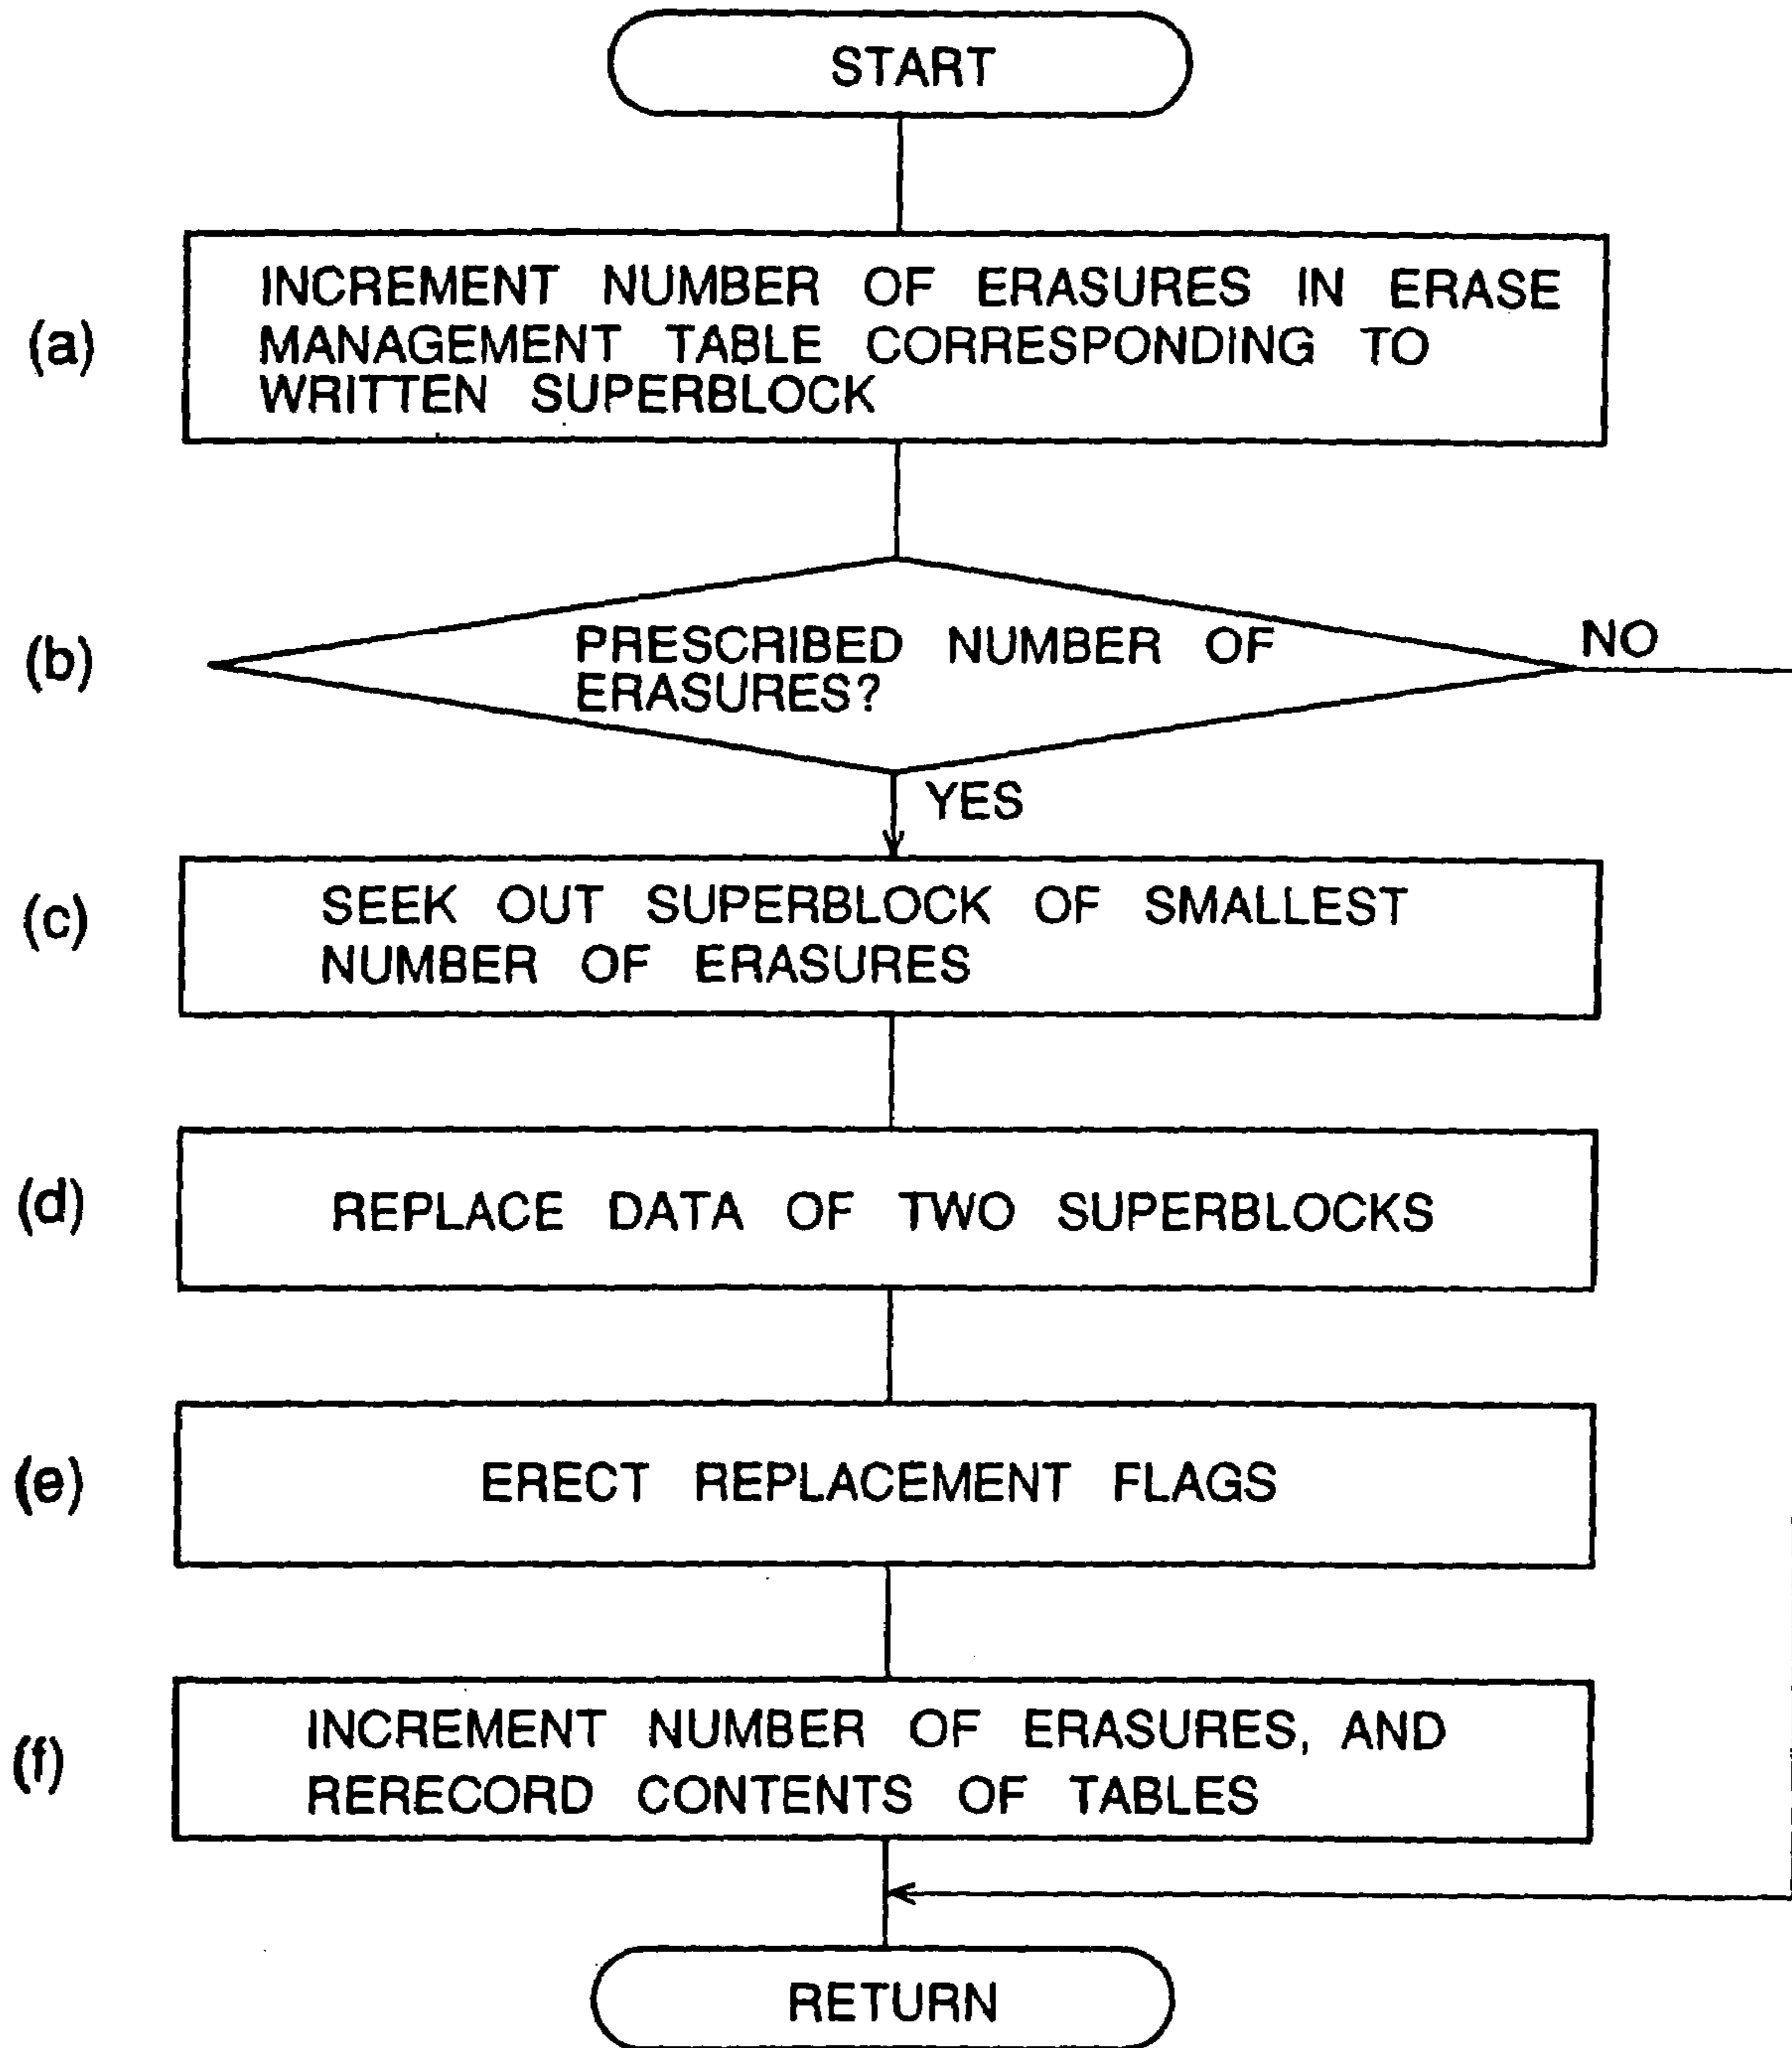 START
(a)
INCREMENT NUMBER OF ERASURES IN ERASE
MANAGEMENT TABLE CORRESPONDING TO
WRITTEN SUPERBLOCK
(b)
PRESCRIBED NUMBER OF
ERASURES?
NO
YES
(c)
SEEK OUT SUPERBLOCK OF SMALLEST
NUMBER OF ERASURES
(d)
REPLACE DATA OF TWO SUPERBLOCKS
(e)
ERECT REPLACEMENT FLAGS
(f)
INCREMENT NUMBER OF ERASURES, AND
RERECORD CONTENTS OF TABLES
RETURN